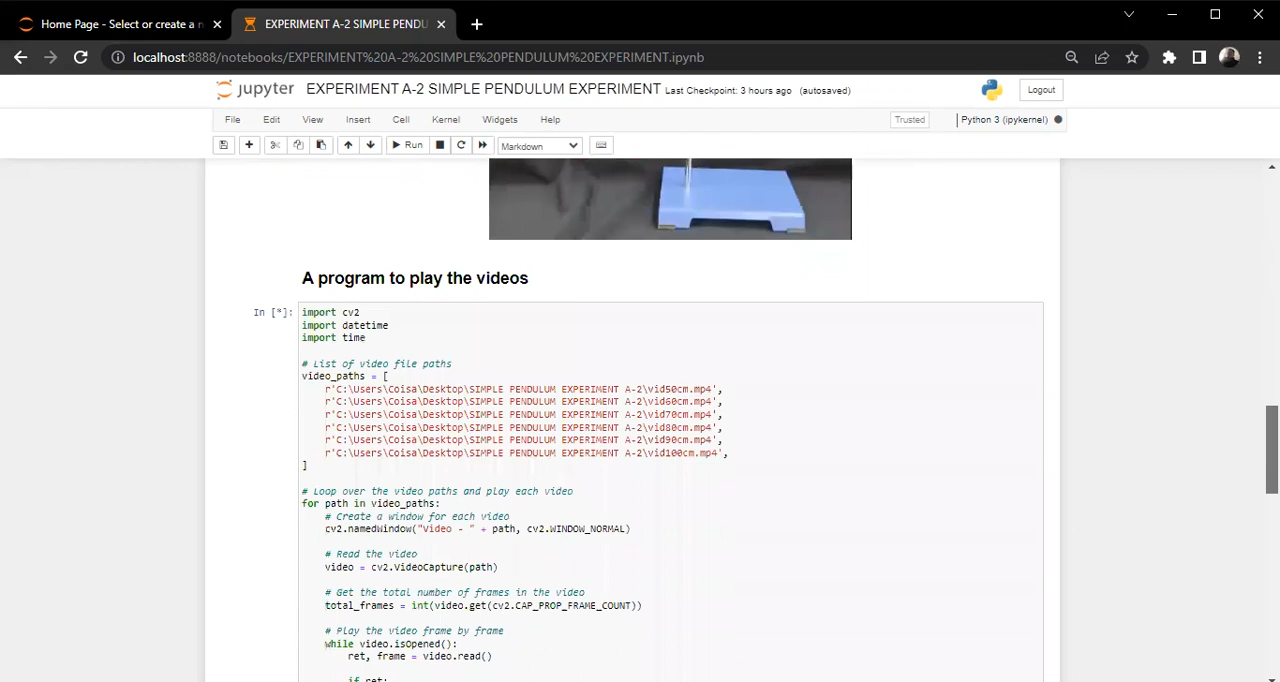 Home Page - Select or create a n
EXPERIMENT A-2 SIMPLE PENDU
localhost:8888/notebooks/EXPERIMENT%20A-2%20SIMPLE%20PENDULUM%20EXPERIMENT.ipynb
jupyter EXPERIMENT A-2 SIMPLE PENDULUM EXPERIMENT Last Checkpoint: 3 hours ago (autosaved)
Logout
File Edit View Insert Cell Kernel Widgets Help
Trusted
Python 3 (ipykernel)
Run
Markdown
A program to play the videos
In [*]:
import cv2
import datetime
import time
# List of video file paths
video_paths = [
r'C:\Users\Coisa\Desktop\SIMPLE PENDULUM EXPERIMENT A-2\vid50cm.mp4',
r'C:\Users\Coisa\Desktop\SIMPLE PENDULUM EXPERIMENT A-2\vid60cm.mp4',
r'C:\Users\Coisa\Desktop\SIMPLE PENDULUM EXPERIMENT A-2\vid70cm.mp4',
r'C:\Users\Coisa\Desktop\SIMPLE PENDULUM EXPERIMENT A-2\vid80cm.mp4',
r'C:\Users\Coisa\Desktop\SIMPLE PENDULUM EXPERIMENT A-2\vid90cm.mp4',
r'C:\Users\Coisa\Desktop\SIMPLE PENDULUM EXPERIMENT A-2\vid100cm.mp4',
]
# Loop over the video paths and play each video
for path in video_paths:
# Create a window for each video
cv2.namedWindow("Video - " + path, cv2.WINDOW_NORMAL)
# Read the video
video = cv2.VideoCapture(path)
# Get the total number of frames in the video
total_frames = int(video.get(cv2.CAP_PROP_FRAME_COUNT))
# Play the video frame by frame
while video.isOpened():
ret, frame = video.read()
if ret: